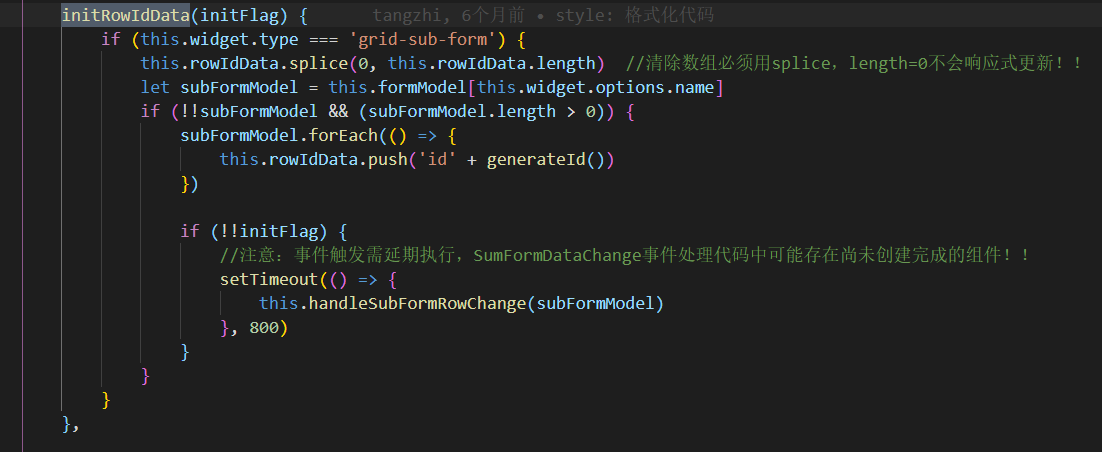 initRowIdData(initFlag) {        tangzhi, 6个月前 • style: 格式化代码
    if (this.widget.type === 'grid-sub-form') {
        this.rowIdData.splice(0, this.rowIdData.length)  //清除数组必须用splice，length=0不会响应式更新！！
        let subFormModel = this.formModel[this.widget.options.name]
        if (!!subFormModel && (subFormModel.length > 0)) {
            subFormModel.forEach(() => {
                this.rowIdData.push('id' + generateId())
            })
            if (!!initFlag) {
                //注意：事件触发需延期执行，SumFormDataChange事件处理代码中可能存在尚未创建完成的组件！！
                setTimeout(() => {
                    this.handleSubFormRowChange(subFormModel)
                }, 800)
            }
        }
    }
},